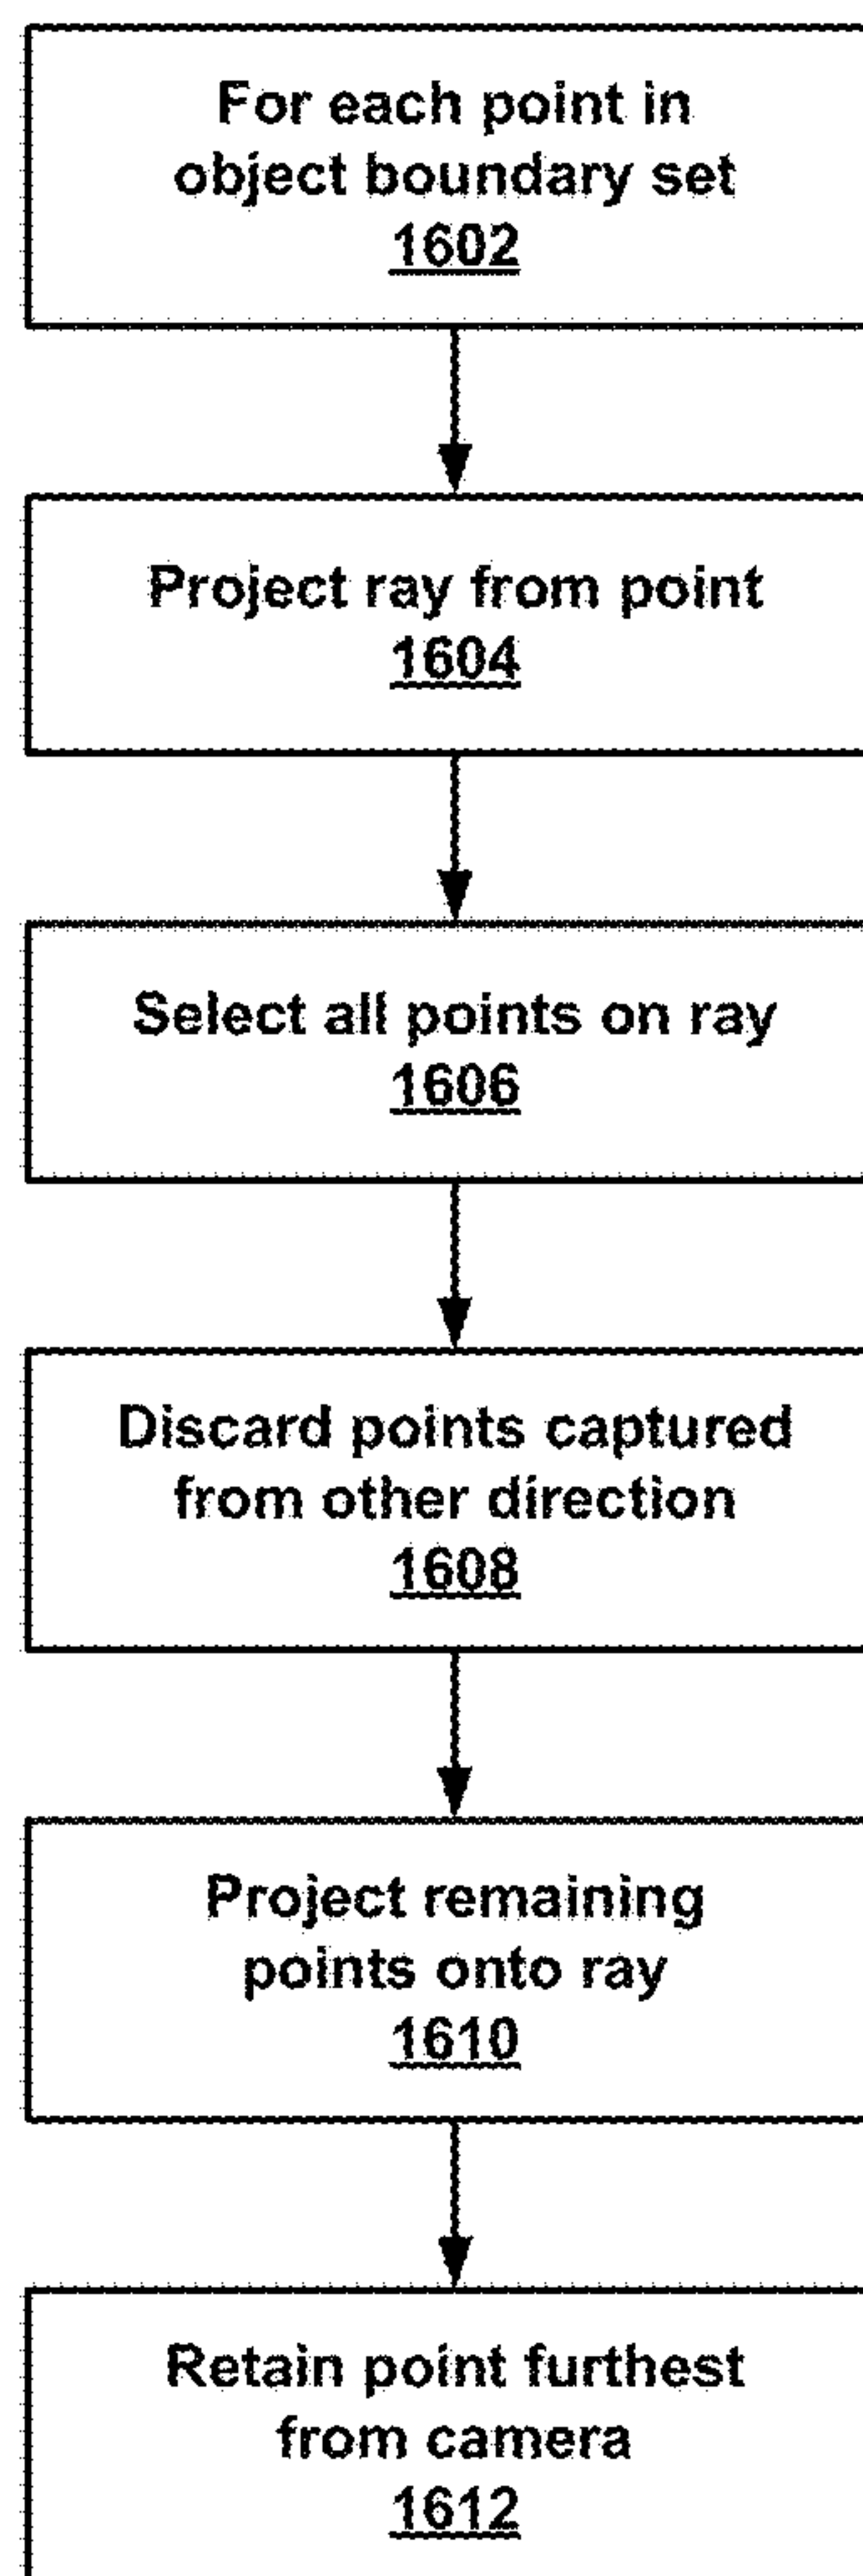 For each point in
object boundary set
1602
Project ray from point
1604
Select all points on ray
1606
Discard points captured
from other direction
1608
Project remaining
points onto ray
1610
Retain point furthest
from camera
1612